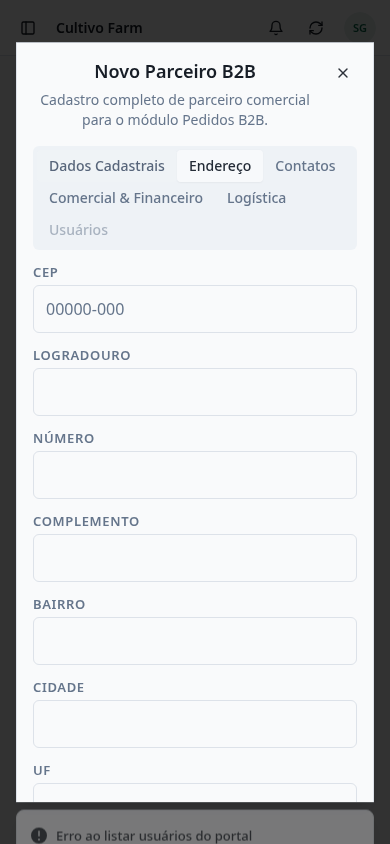 Cultivo Farm
SG
Novo Parceiro B2B
Cadastro completo de parceiro comercial
para o módulo Pedidos B2B.
Dados Cadastrais Endereço Contatos
Comercial & Financeiro Logística
Usuários
CEP
00000-000
LOGRADOURO
NÚMERO
COMPLEMENTO
BAIRRO
CIDADE
UF
Erro ao listar usuários do portal